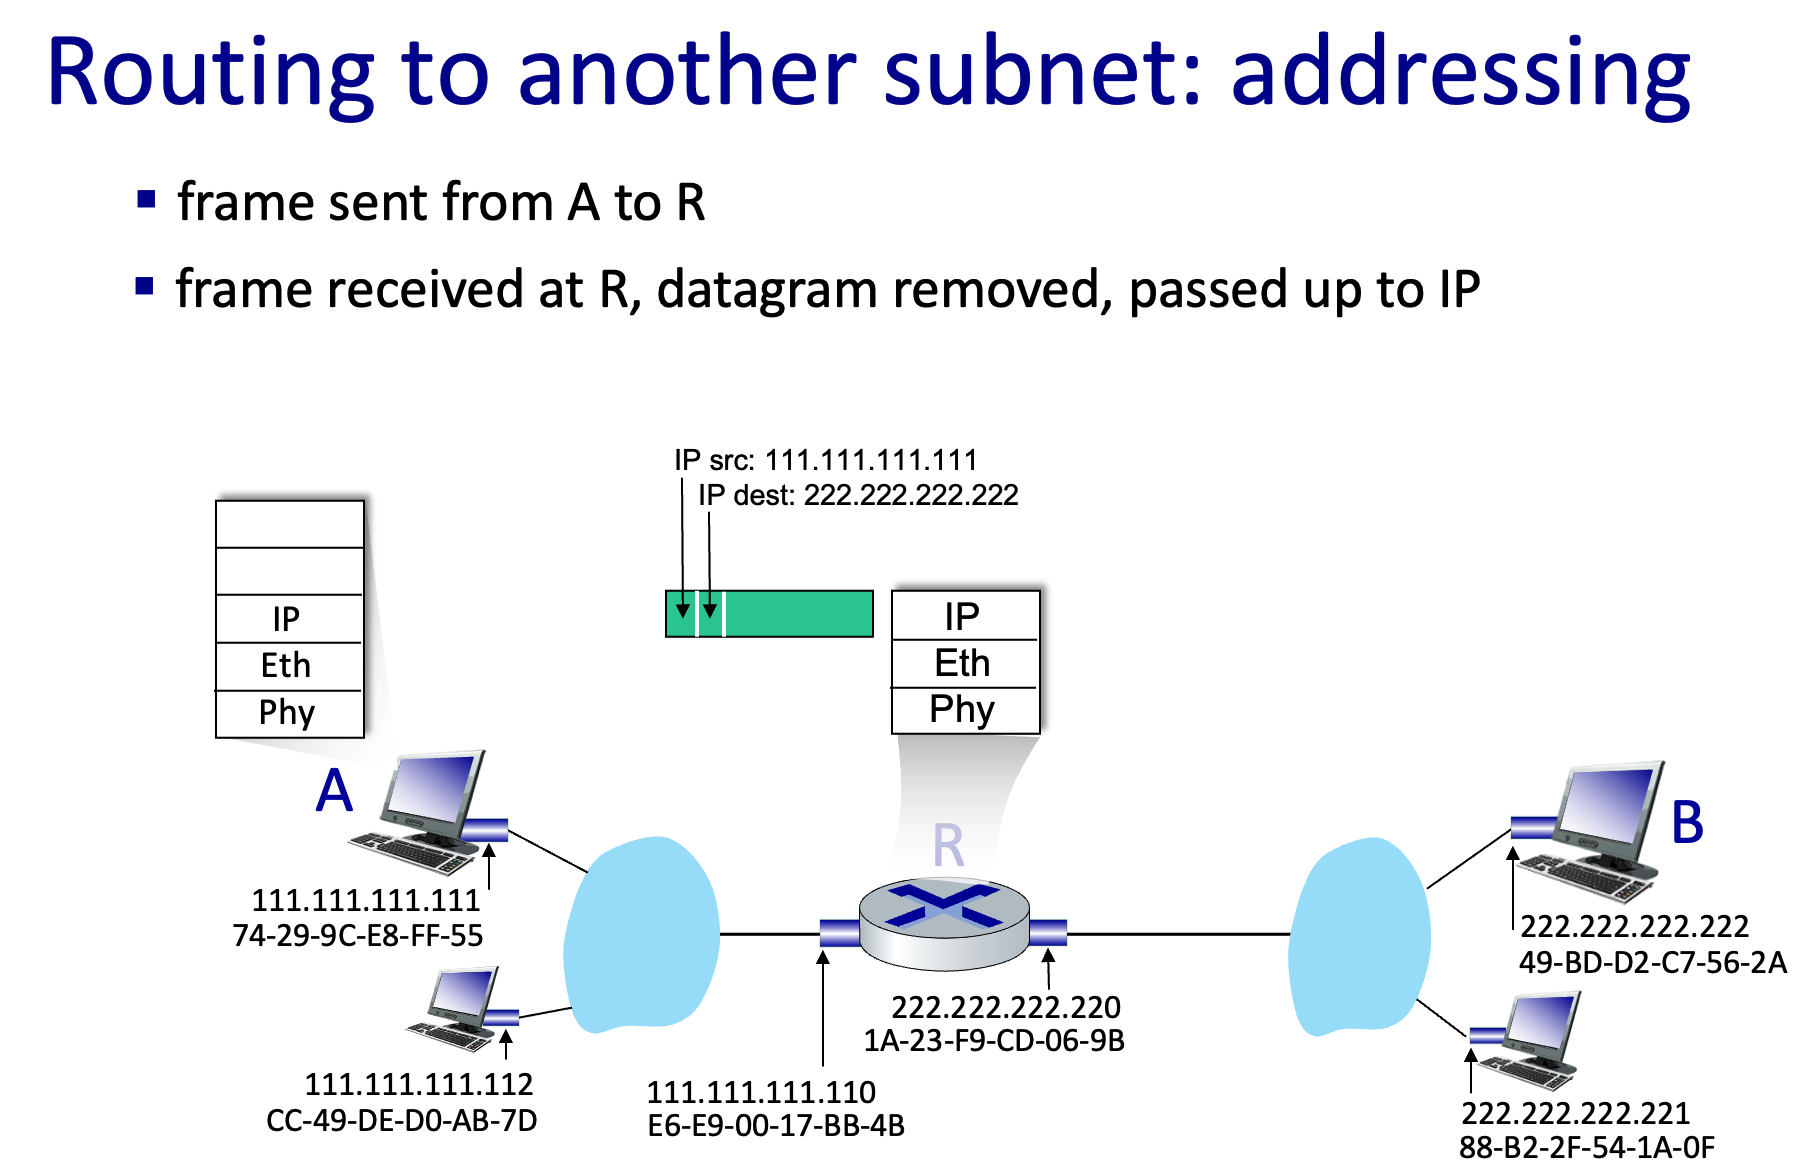 Routing to another subnet: addressing
frame sent from A to R
frame received at R, datagram removed, passed up to IP
IP src: 111.111.111.111
IP dest: 222.222.222.222
IP
Eth
Phy
IP
Eth
Phy
A
R
B
111.111.111.111
74-29-9C-E8-FF-55
222.222.222.222
49-BD-D2-C7-56-2A
222.222.222.220
1A-23-F9-CD-06-9B
111.111.111.112
CC-49-DE-D0-AB-7D
111.111.111.110
E6-E9-00-17-BB-4B
222.222.222.221
88-B2-2F-54-1A-0F